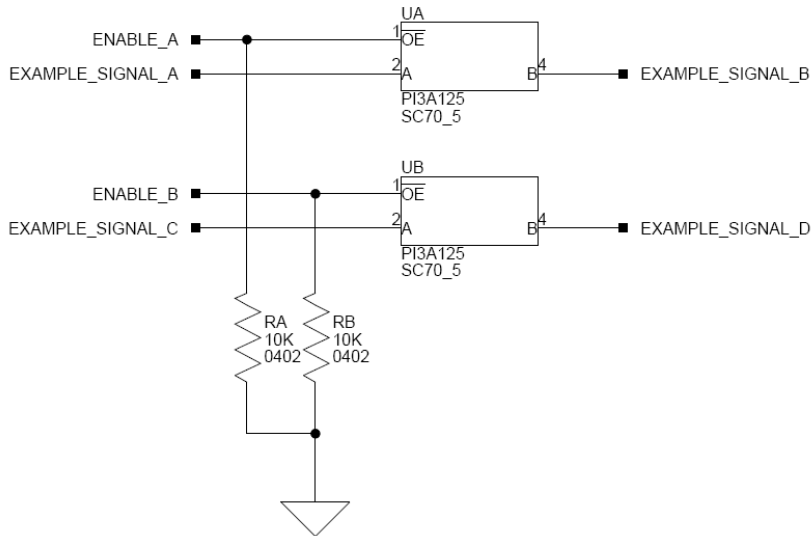 UA
ENABLE_A
1
OE
EXAMPLE_SIGNAL_A
2
A
B
4
EXAMPLE_SIGNAL_B
PI3A125
SC70_5
UB
ENABLE_B
1
OE
EXAMPLE_SIGNAL_C
2
A
B
4
EXAMPLE_SIGNAL_D
PI3A125
SC70_5
RA
10K
0402
RB
10K
0402